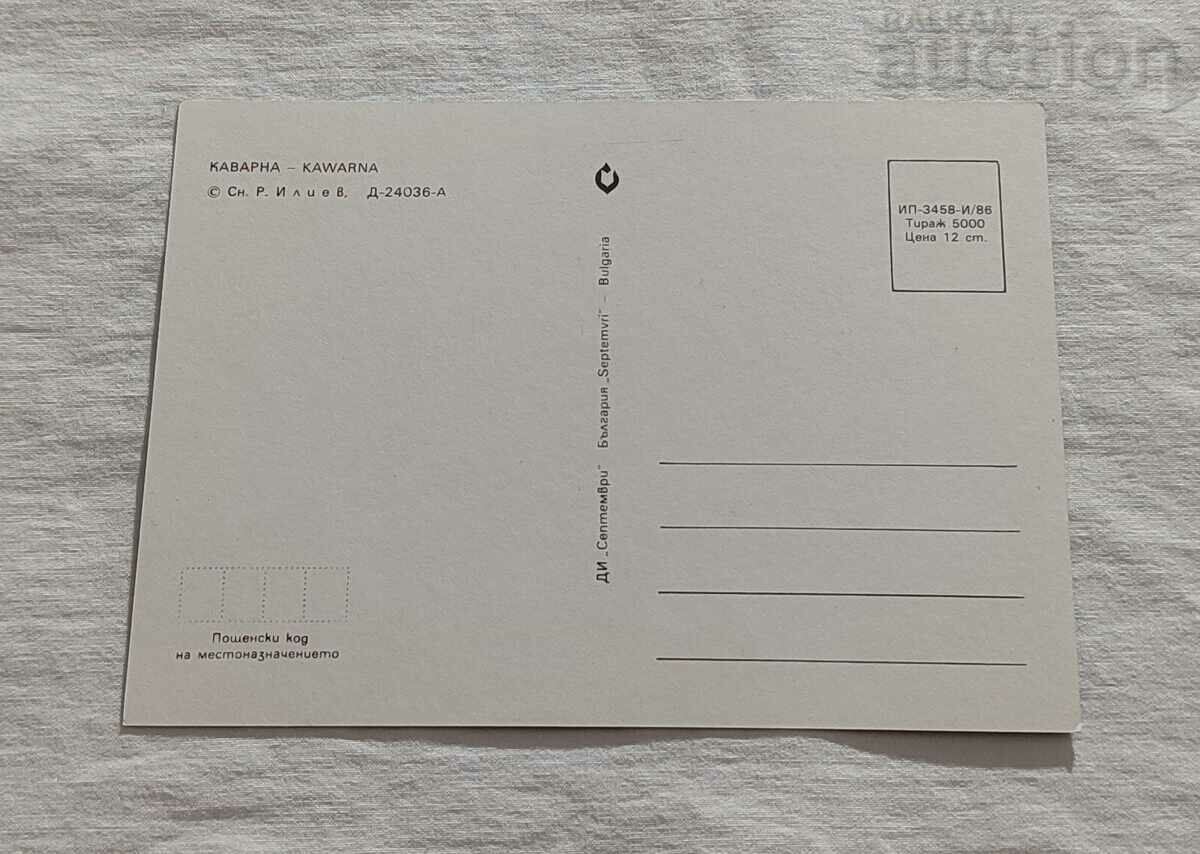 BALKAN
auction
КАВАРНА – KAWARNA
© Сн. Р. Илиев, Д-24036-А
ИП-3458-И/86
Тираж 5000
Цена 12 ст.
ДИ „Септември" България „Septemvri" – Bulgaria
Пощенски код
на местоназначението